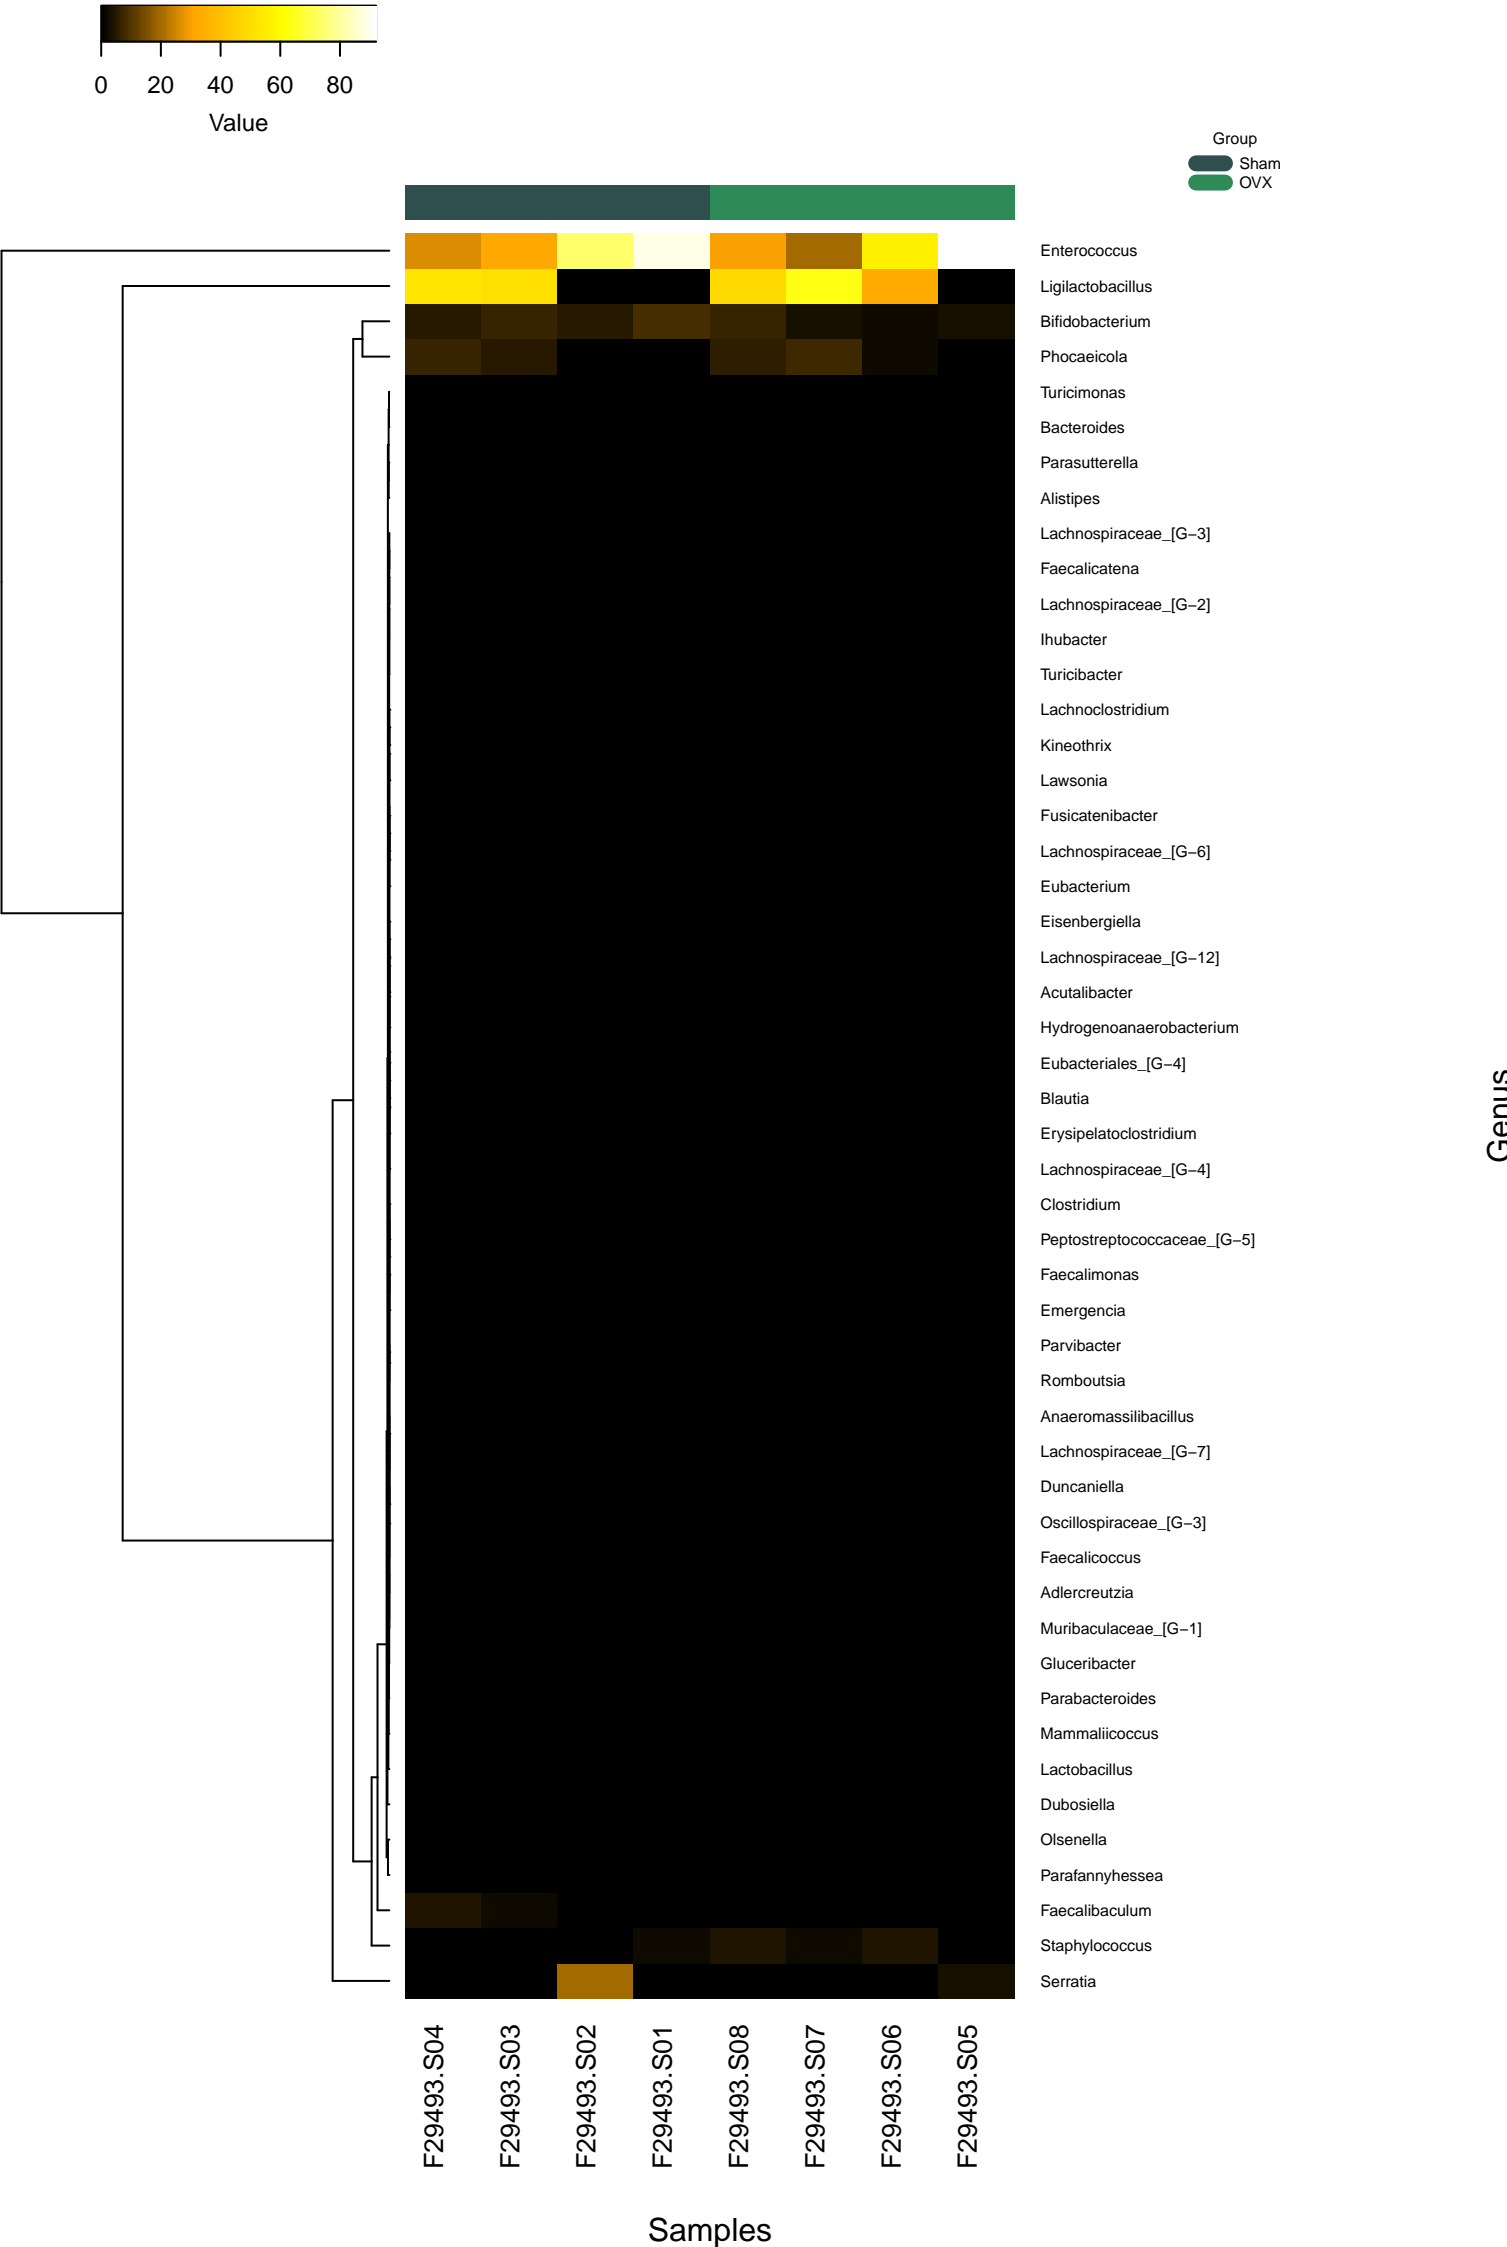 0 20 40 60 80
Value
Group
Sham
OVX
Enterococcus
Ligilactobacillus
Bifidobacterium
Phocaeicola
Turicimonas
Bacteroides
Parasutterella
Alistipes
Lachnospiraceae_[G−3]
Faecalicatena
Lachnospiraceae_[G−2]
Ihubacter
Turicibacter
Lachnoclostridium
Kineothrix
Lawsonia
Fusicatenibacter
Lachnospiraceae_[G−6]
Eubacterium
Eisenbergiella
Lachnospiraceae_[G−12]
Acutalibacter
Hydrogenoanaerobacterium
Eubacteriales_[G−4]
Blautia
Erysipelatoclostridium
Lachnospiraceae_[G−4]
Clostridium
Peptostreptococcaceae_[G−5]
Faecalimonas
Emergencia
Parvibacter
Romboutsia
Anaeromassilibacillus
Lachnospiraceae_[G−7]
Duncaniella
Oscillospiraceae_[G−3]
Faecalicoccus
Adlercreutzia
Muribaculaceae_[G−1]
Gluceribacter
Parabacteroides
Mammaliicoccus
Lactobacillus
Dubosiella
Olsenella
Parafannyhessea
Faecalibaculum
Staphylococcus
Serratia
Genus
F29493.S04
F29493.S03
F29493.S02
F29493.S01
F29493.S08
F29493.S07
F29493.S06
F29493.S05
Samples